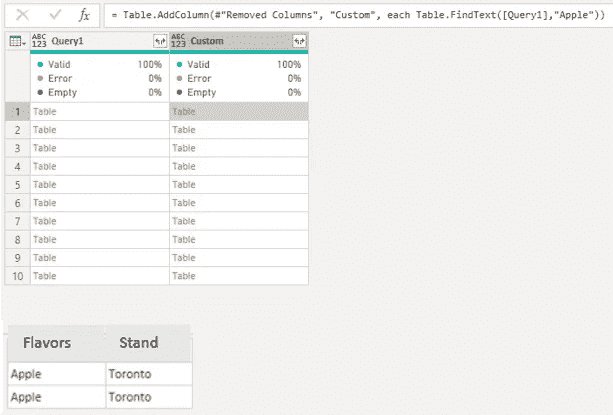 = Table.AddColumn(#"Removed Columns", "Custom", each Table.FindText([Query1],"Apple"))
ABC 123 Query1 ABC 123 Custom
Valid 100% Valid 100%
Error 0% Error 0%
Empty 0% Empty 0%
1 Table Table
2 Table Table
3 Table Table
4 Table Table
5 Table Table
6 Table Table
7 Table Table
8 Table Table
9 Table Table
10 Table Table
Flavors Stand
Apple Toronto
Apple Toronto